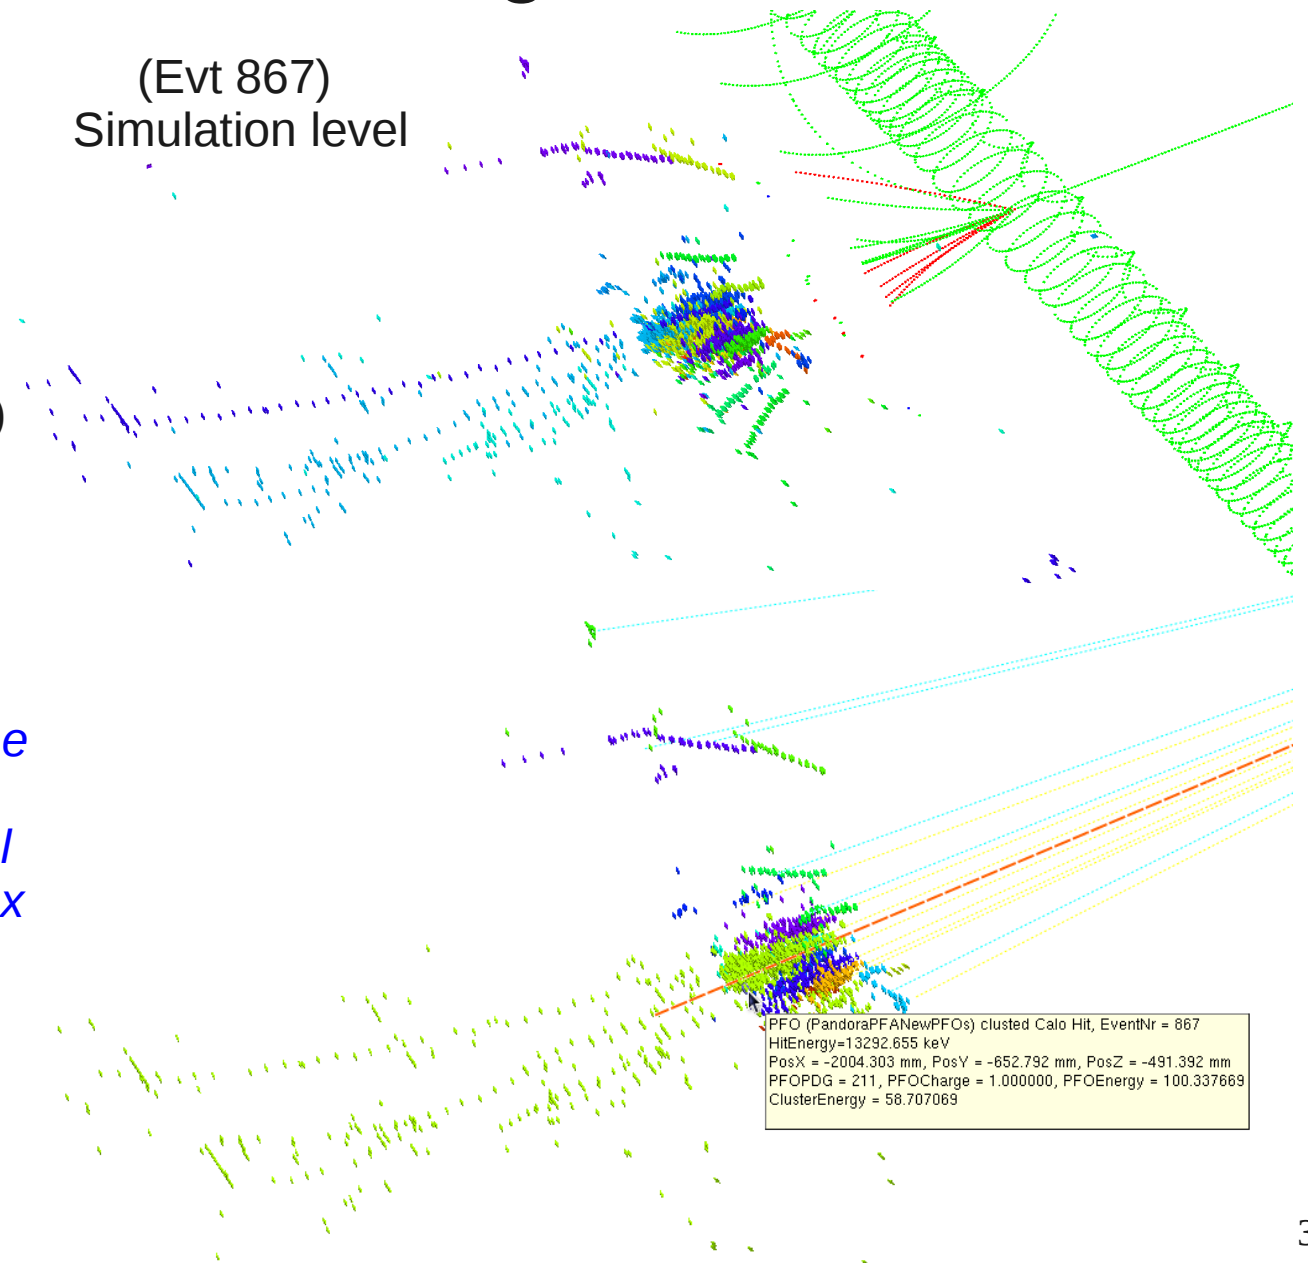 (Evt 867)
Simulation level
)
e
l
x
PFO (PandoraPFANewPFOs) clusted Calo Hit, EventNr = 867
HitEnergy=13292.655 keV
PosX = -2004.303 mm, PosY = -652.792 mm, PosZ = -491.392 mm
PFOPDG = 211, PFOCharge = 1.000000, PFOEnergy = 100.337669
ClusterEnergy = 58.707069